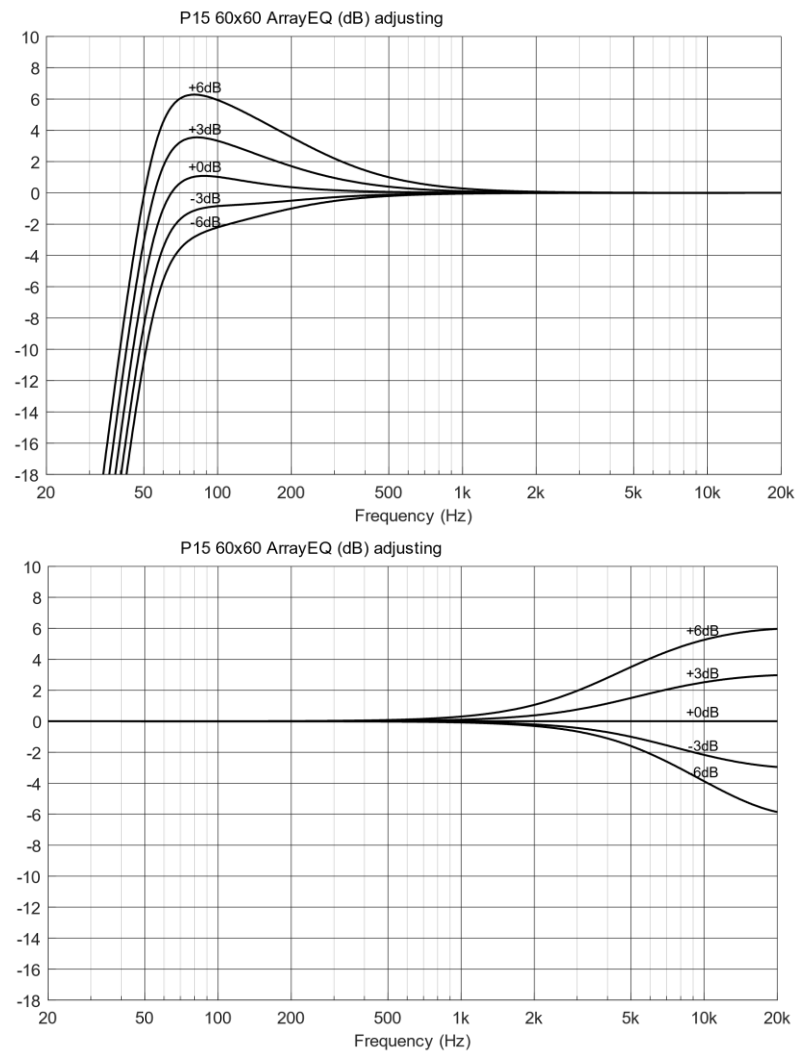 P15 60x60 ArrayEQ (dB) adjusting
10
8
6
4
2
0
-2
-4
-6
-8
-10
-12
-14
-16
-18
+6dB
+3dB
+0dB
-3dB
-6dB
20 50 100 200 500 1k 2k 5k 10k 20k
Frequency (Hz)
P15 60x60 ArrayEQ (dB) adjusting
10
8
6
4
2
0
-2
-4
-6
-8
-10
-12
-14
-16
-18
+6dB
+3dB
+0dB
-3dB
-6dB
20 50 100 200 500 1k 2k 5k 10k 20k
Frequency (Hz)